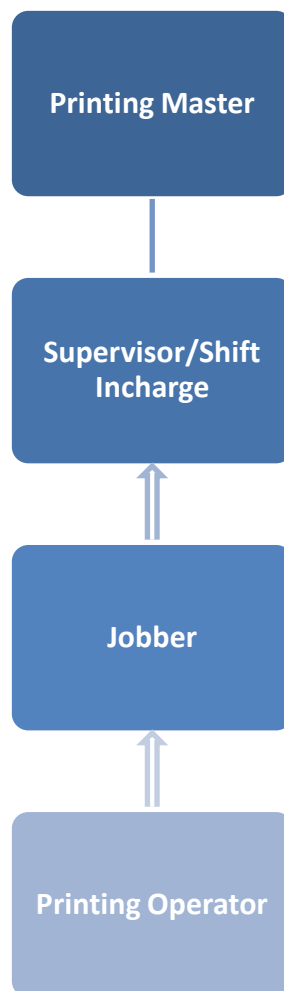 Printing Master
Supervisor/Shift
Incharge
Jobber
Printing Operator